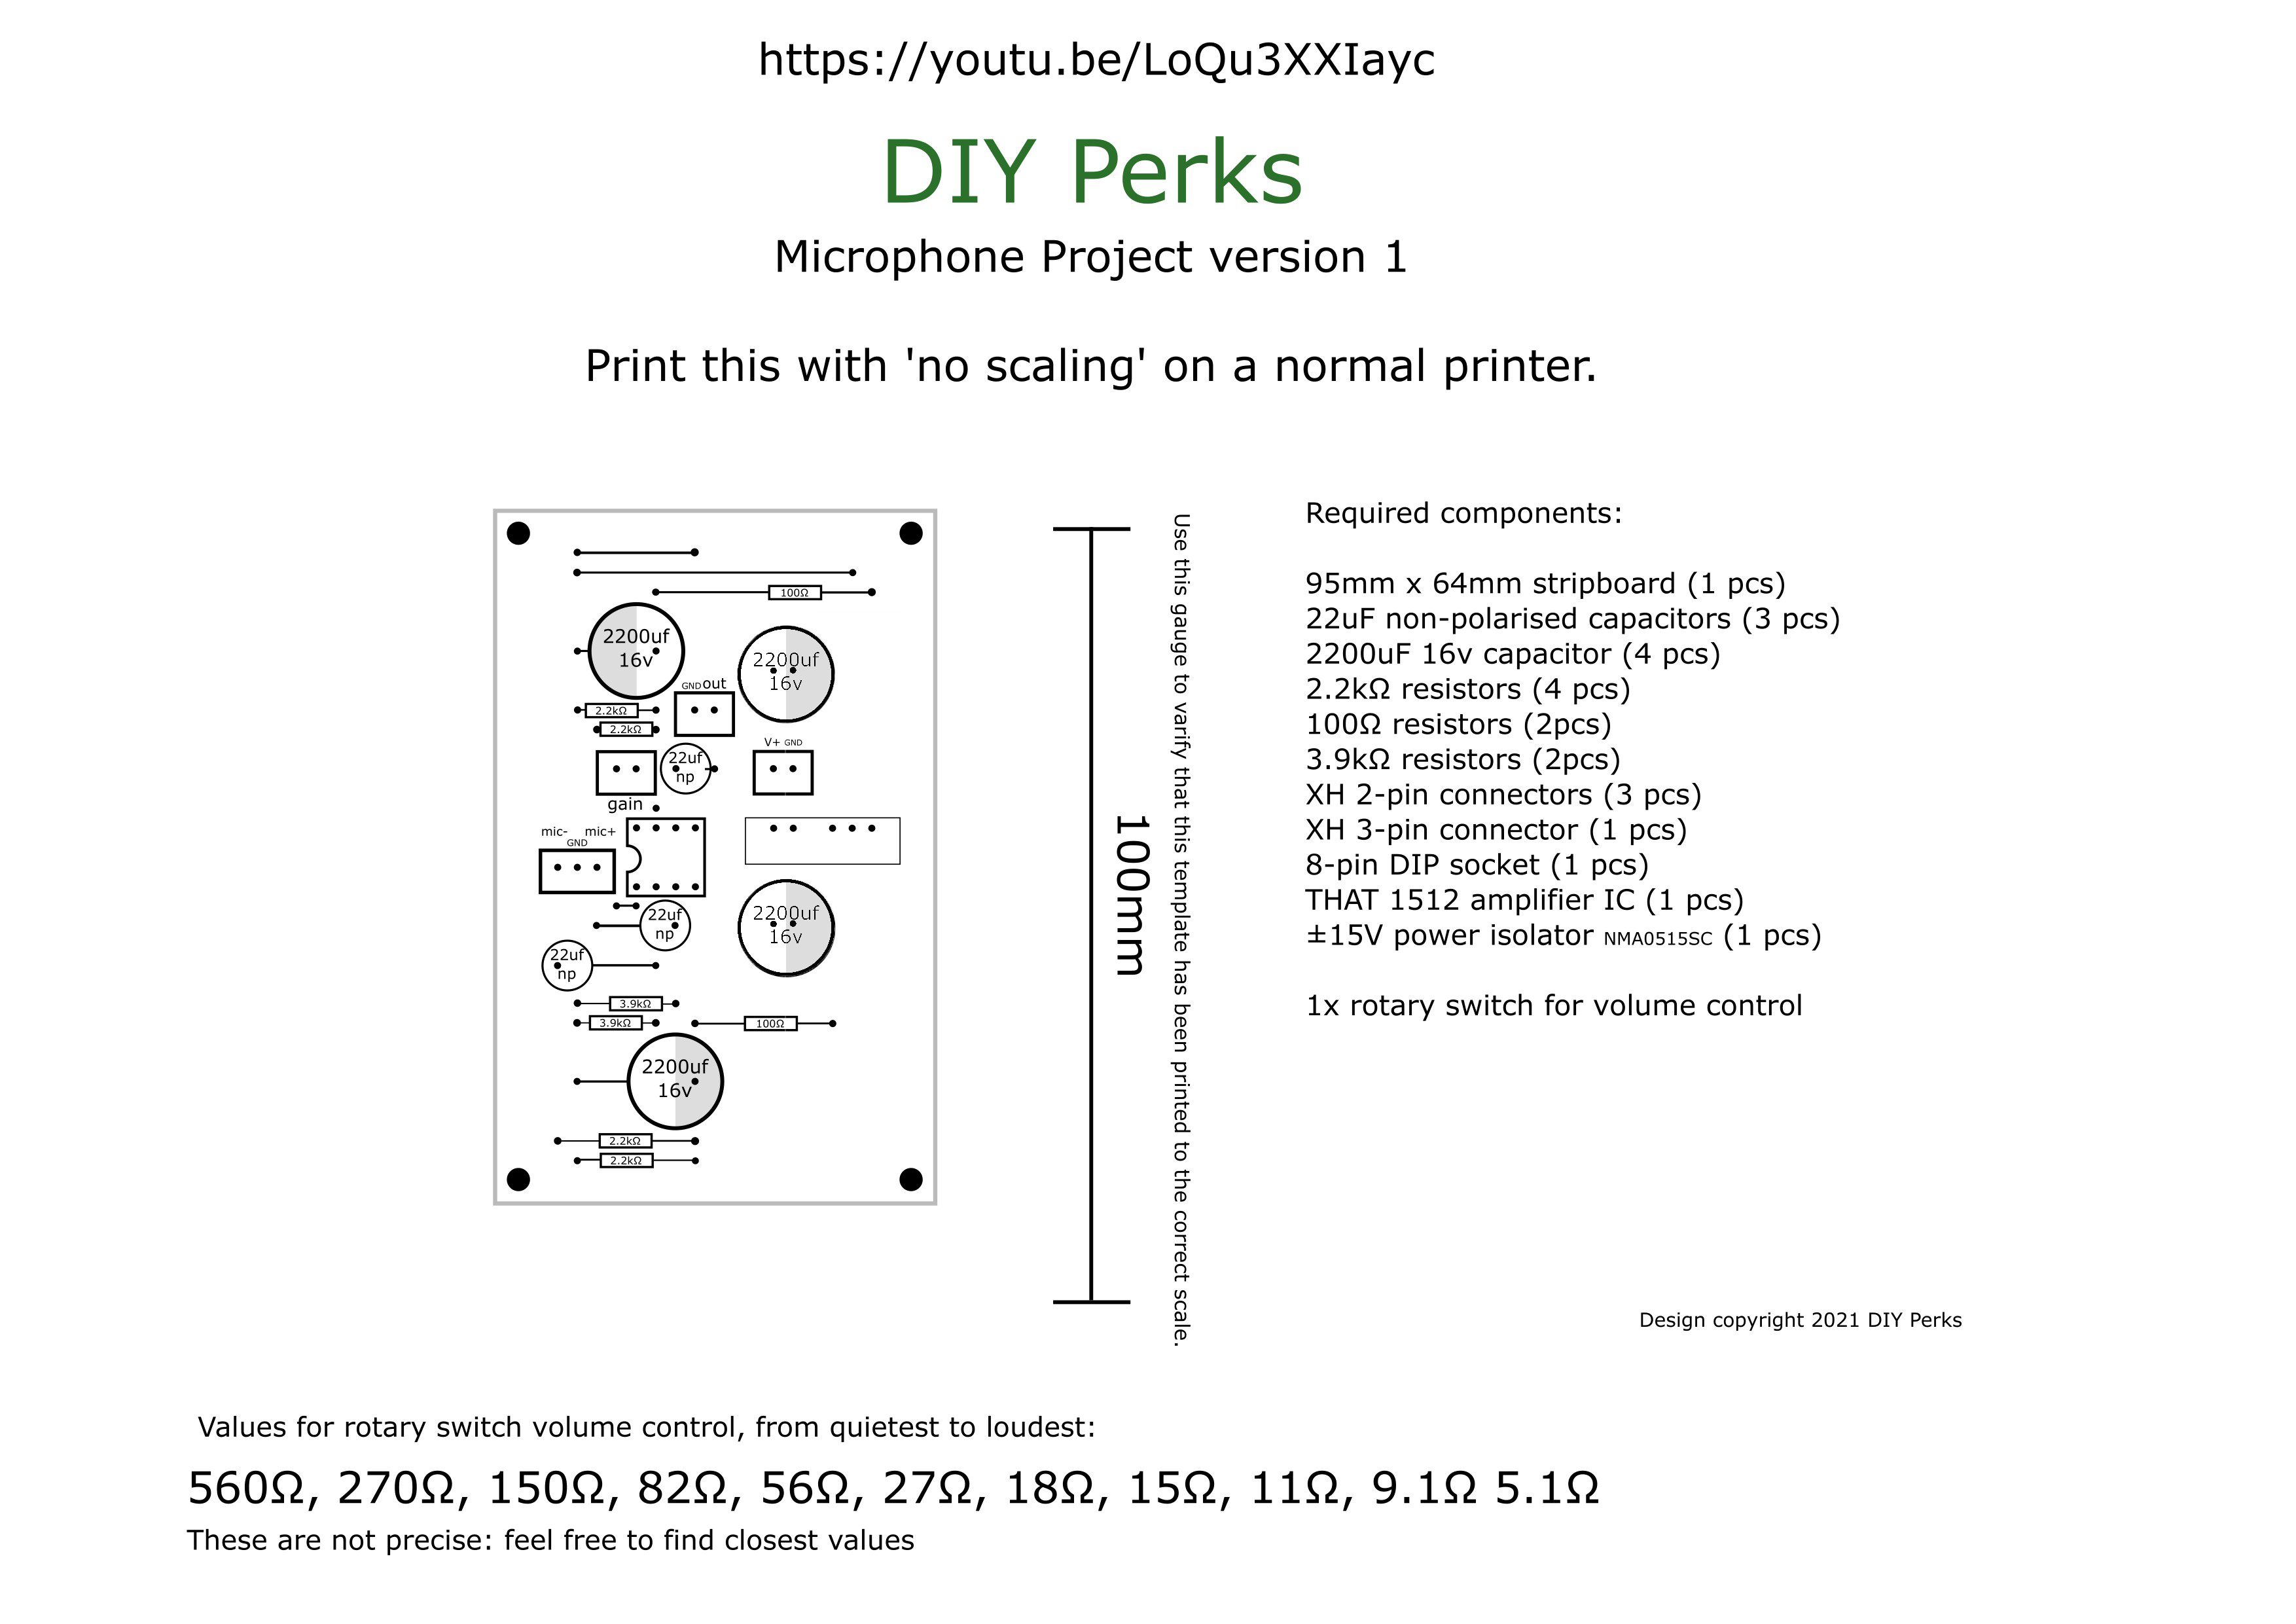 https://youtu.be/LoQu3XXIayc
DIY Perks
Microphone Project version 1
Print this with 'no scaling' on a normal printer.
100Ω
2200uf
16v
2200uf
16v
GND out
2.2kΩ
2.2kΩ
V+ GND
22uf
np
gain
mic- mic+
GND
22uf
np
2200uf
16v
22uf
np
3.9kΩ
3.9kΩ
100Ω
2200uf
16v
2.2kΩ
2.2kΩ
100mm
Use this gauge to varify that this template has been printed to the correct scale.
Required components:
95mm x 64mm stripboard (1 pcs)
22uF non-polarised capacitors (3 pcs)
2200uF 16v capacitor (4 pcs)
2.2kΩ resistors (4 pcs)
100Ω resistors (2pcs)
3.9kΩ resistors (2pcs)
XH 2-pin connectors (3 pcs)
XH 3-pin connector (1 pcs)
8-pin DIP socket (1 pcs)
THAT 1512 amplifier IC (1 pcs)
±15V power isolator NMA0515SC (1 pcs)
1x rotary switch for volume control
Design copyright 2021 DIY Perks
Values for rotary switch volume control, from quietest to loudest:
560Ω, 270Ω, 150Ω, 82Ω, 56Ω, 27Ω, 18Ω, 15Ω, 11Ω, 9.1Ω 5.1Ω
These are not precise: feel free to find closest values